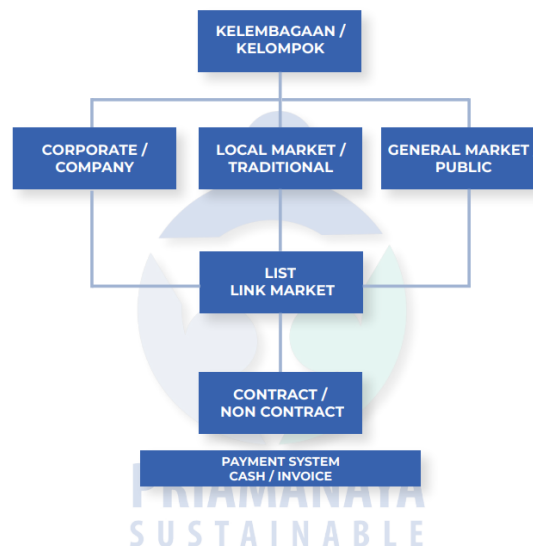 KELEMBAGAAN /
KELOMPOK
CORPORATE /
COMPANY
LOCAL MARKET /
TRADITIONAL
GENERAL MARKET
PUBLIC
LIST
LINK MARKET
CONTRACT /
NON CONTRACT
PAYMENT SYSTEM
CASH / INVOICE
PRIAMANAYA
SUSTAINABLE